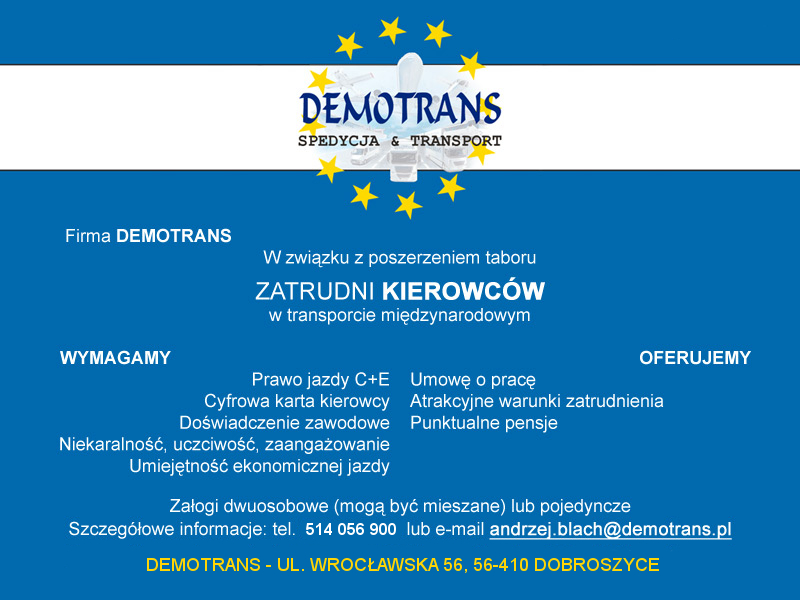 DEMOTRANS
SPEDYCJA & TRANSPORT
Firma DEMOTRANS
W związku z poszerzeniem taboru
ZATRUDNI KIEROWCÓW
w transporcie międzynarodowym
WYMAGAMY
Prawo jazdy C+E
Cyfrowa karta kierowcy
Doświadczenie zawodowe
Niekaralność, uczciwość, zaangażowanie
Umiejętność ekonomicznej jazdy
OFERUJEMY
Umowę o pracę
Atrakcyjne warunki zatrudnienia
Punktualne pensje
Załogi dwuosobowe (mogą być mieszane) lub pojedyncze
Szczegółowe informacje: tel. 514 056 900 lub e-mail andrzej.blach@demotrans.pl
DEMOTRANS - UL. WROCŁAWSKA 56, 56-410 DOBROSZYCE